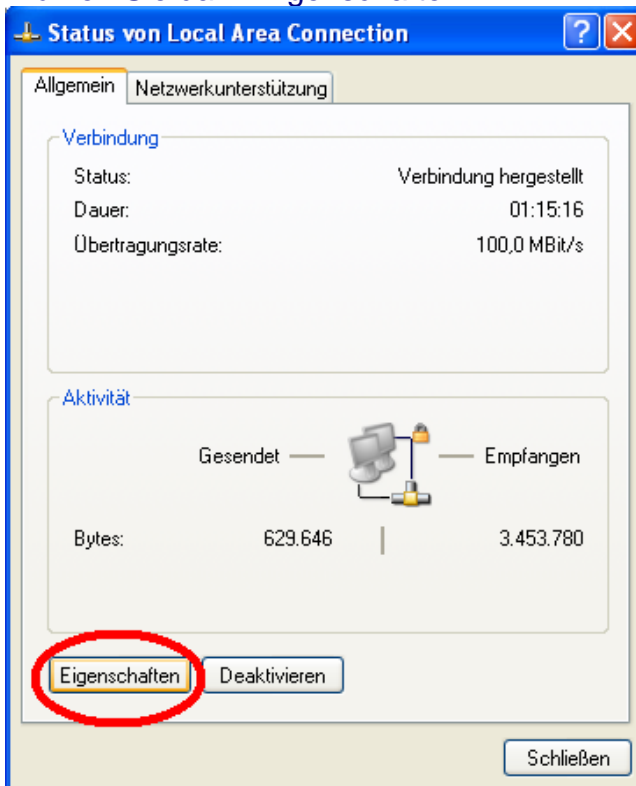 Status von Local Area Connection
Allgemein Netzwerkunterstützung
Verbindung
Status: Verbindung hergestellt
Dauer: 01:15:16
Übertragungsrate: 100,0 MBit/s
Aktivität
Gesendet Empfangen
Bytes: 629.646 3.453.780
Eigenschaften Deaktivieren
Schließen